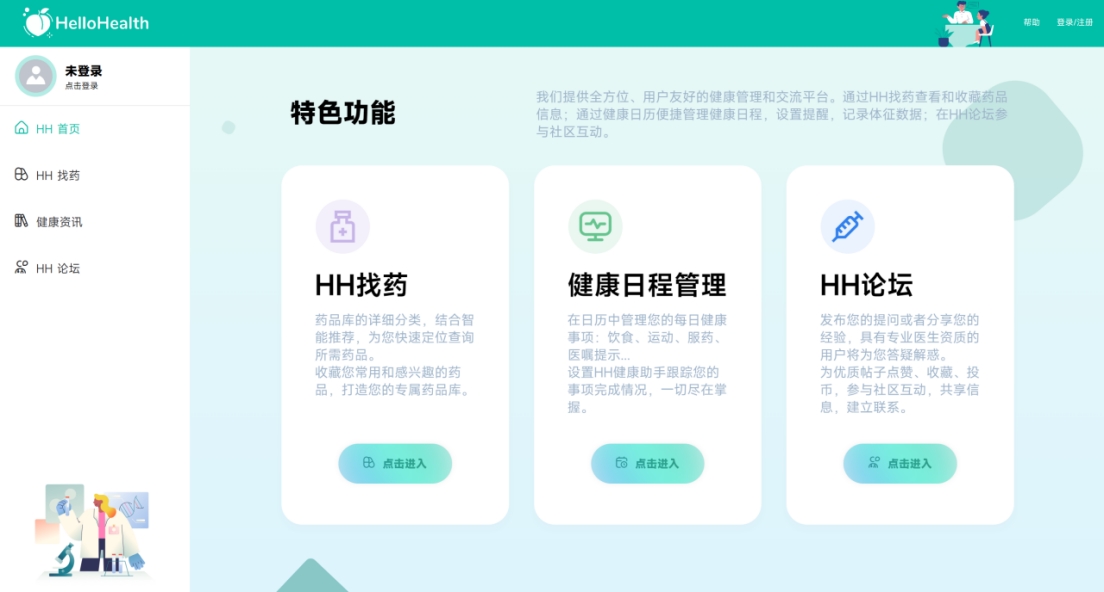 HelloHealth
帮助
登录/注册
未登录
点击登录
HH 首页
HH 找药
健康资讯
HH 论坛
特色功能
我们提供全方位、用户友好的健康管理和交流平台。通过HH找药查看和收藏药品
信息；通过健康日历便捷管理健康日程，设置提醒，记录体征数据；在HH论坛参
与社区互动。
HH找药
药品库的详细分类，结合智
能推荐，为您快速定位查询
所需药品。
收藏您常用和感兴趣的药
品，打造您的专属药品库。
点击进入
健康日程管理
在日历中管理您的每日健康
事项：饮食、运动、服药、
医嘱提示...
设置HH健康助手跟踪您的
事项完成情况，一切尽在掌
握。
点击进入
HH论坛
发布您的提问或者分享您的
经验，具有专业医生资质的
用户将为您答疑解惑。
为优质帖子点赞、收藏、投
币，参与社区互动，共享信
息，建立联系。
点击进入